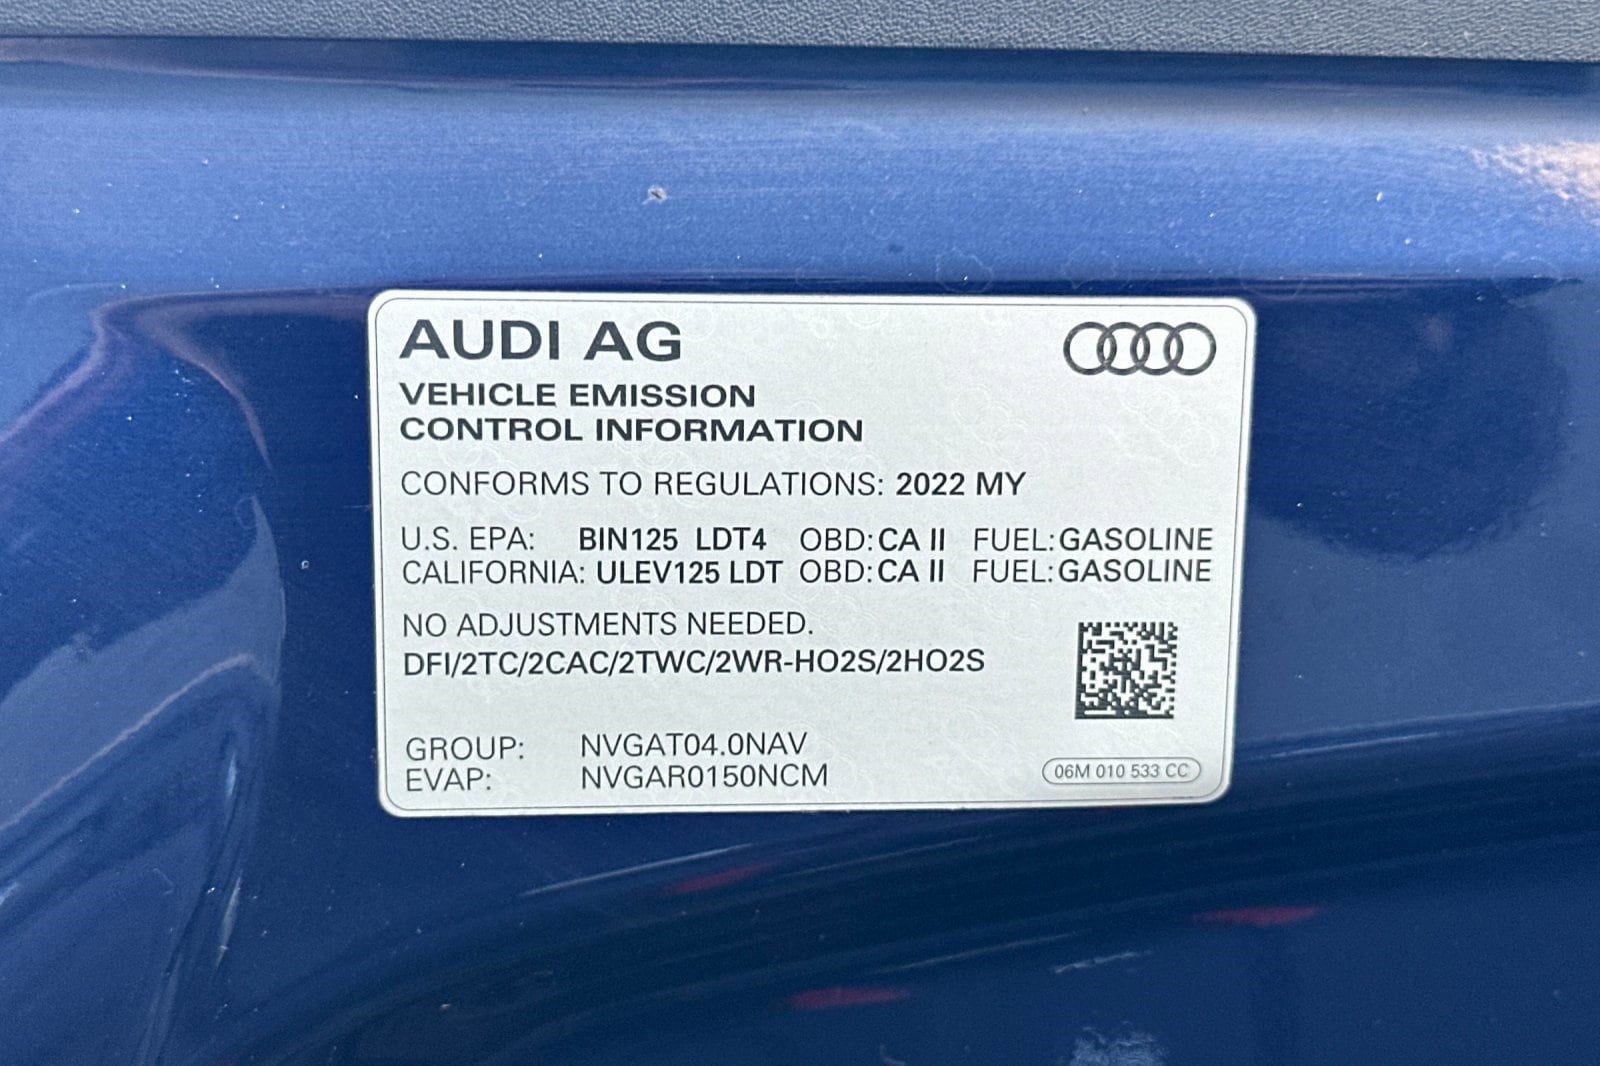 AUDI AG
VEHICLE EMISSION
CONTROL INFORMATION
CONFORMS TO REGULATIONS: 2022 MY
U.S. EPA: BIN125 LDT4 OBD: CA II FUEL: GASOLINE
CALIFORNIA: ULEV125 LDT OBD: CA II FUEL: GASOLINE
NO ADJUSTMENTS NEEDED.
DFI/2TC/2CAC/2TWC/2WR-HO2S/2HO2S
GROUP: NVGAT04.0NAV
EVAP: NVGAR0150NCM
06M 010 533 CC